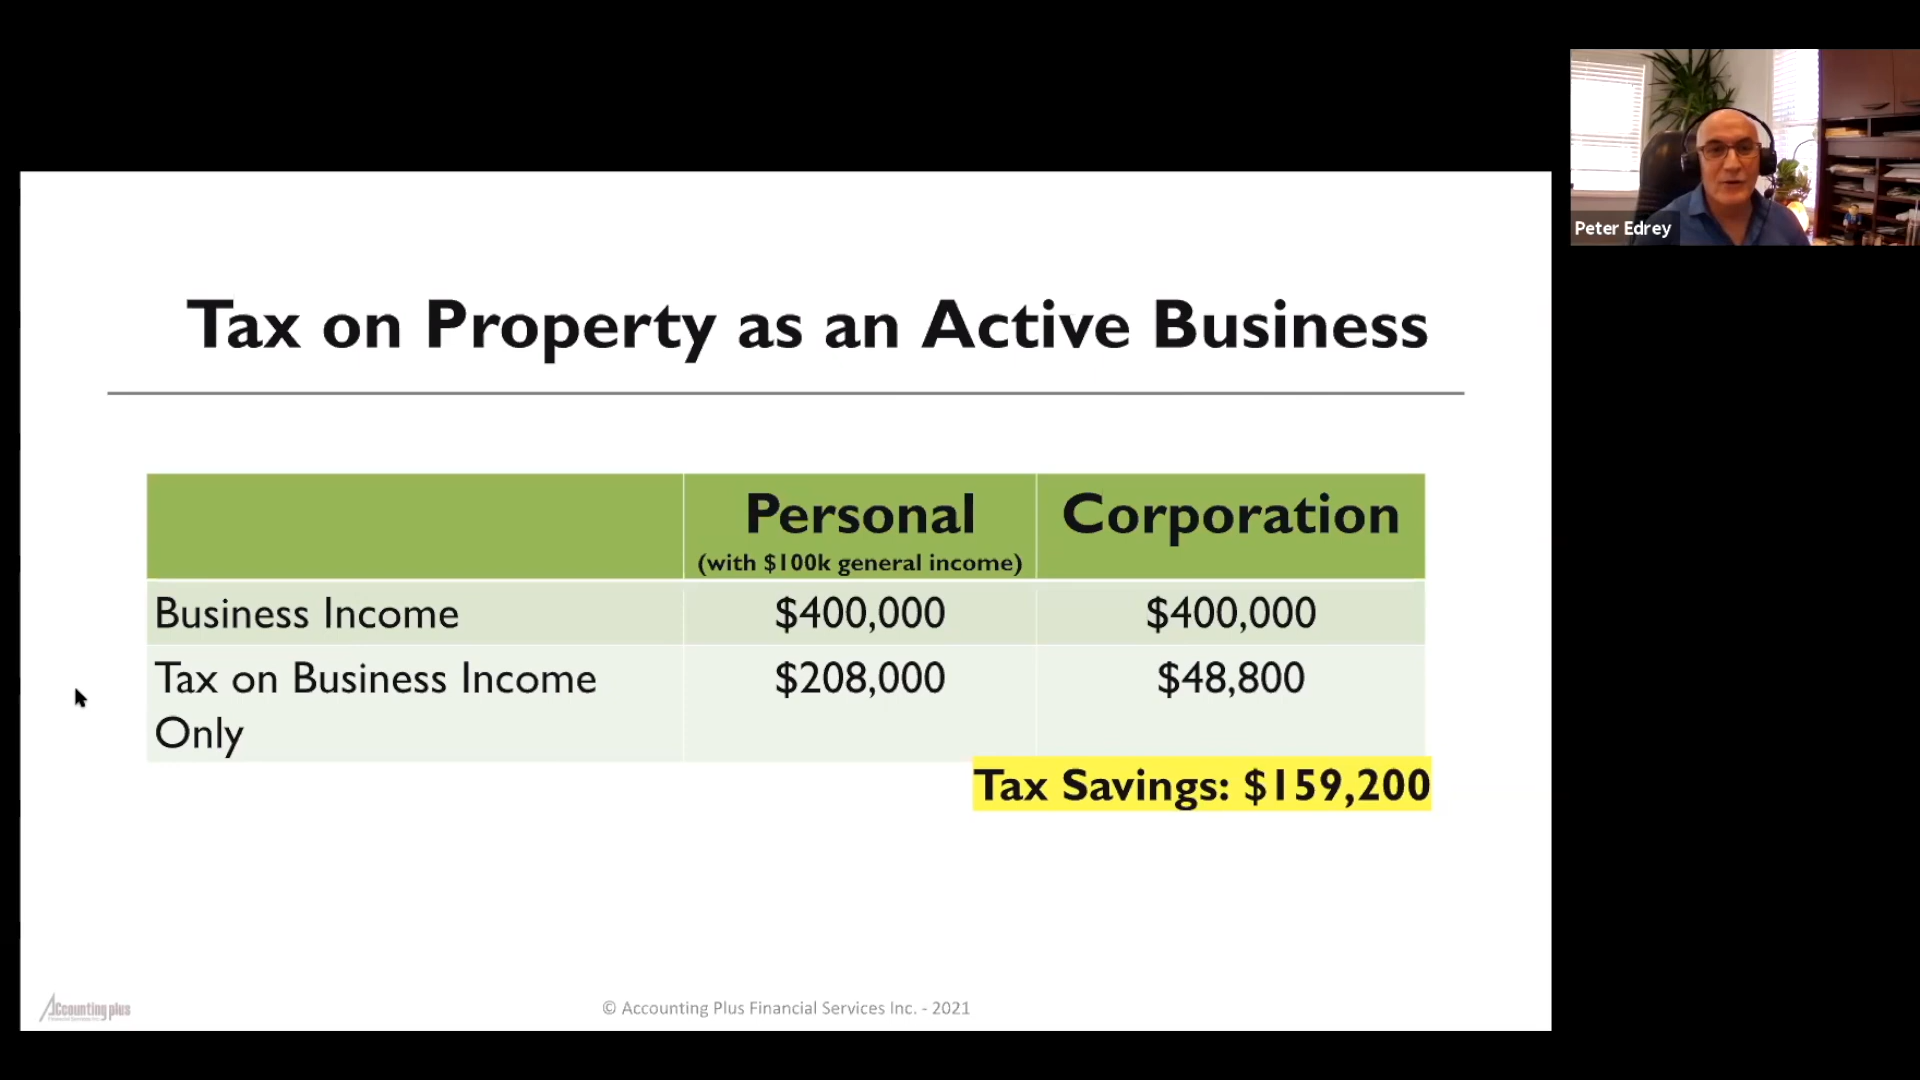 Peter Edrey
Tax on Property as an Active Business
Personal Corporation
(with $100k general income)
Business Income $400,000 $400,000
Tax on Business Income $208,000 $48,800
Only
Tax Savings: $159,200
Accounting plus
© Accounting Plus Financial Services Inc. - 2021